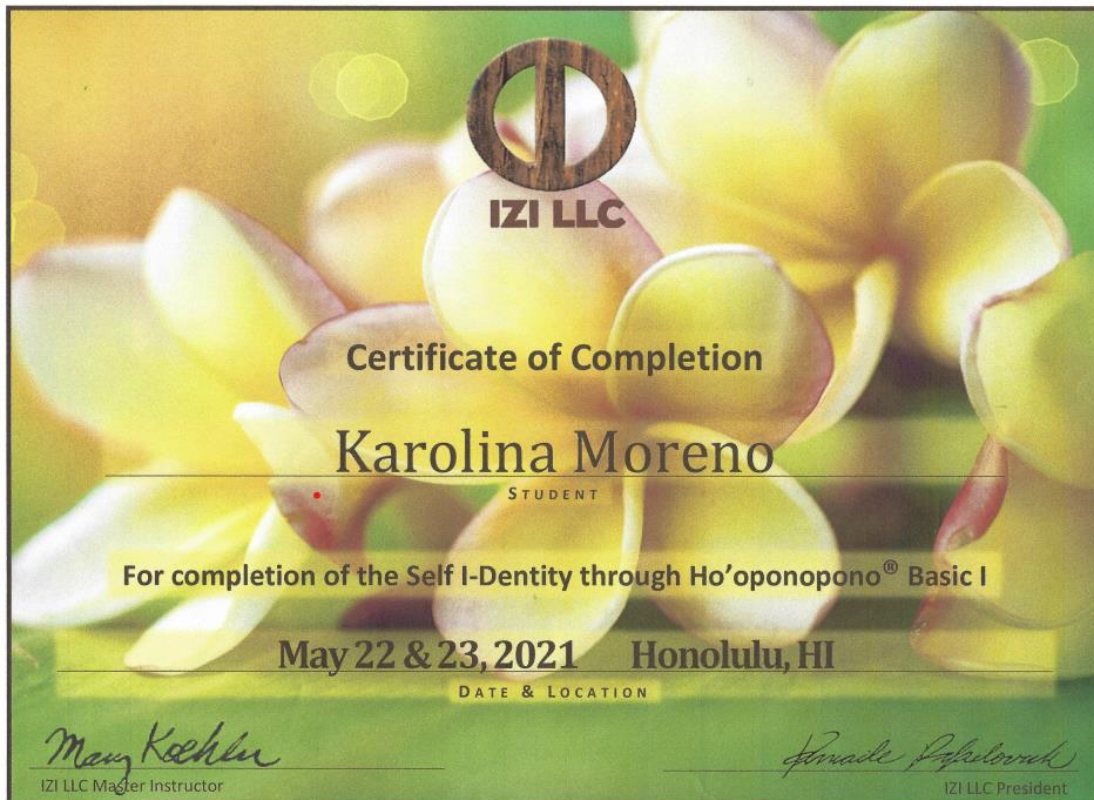 IZI LLC
Certificate of Completion
Karolina Moreno
STUDENT
For completion of the Self I-Dentity through Ho’oponopono® Basic I
May 22 & 23, 2021 Honolulu, HI
DATE & LOCATION
Mary Koehler
IZI LLC Master Instructor
IZI LLC President